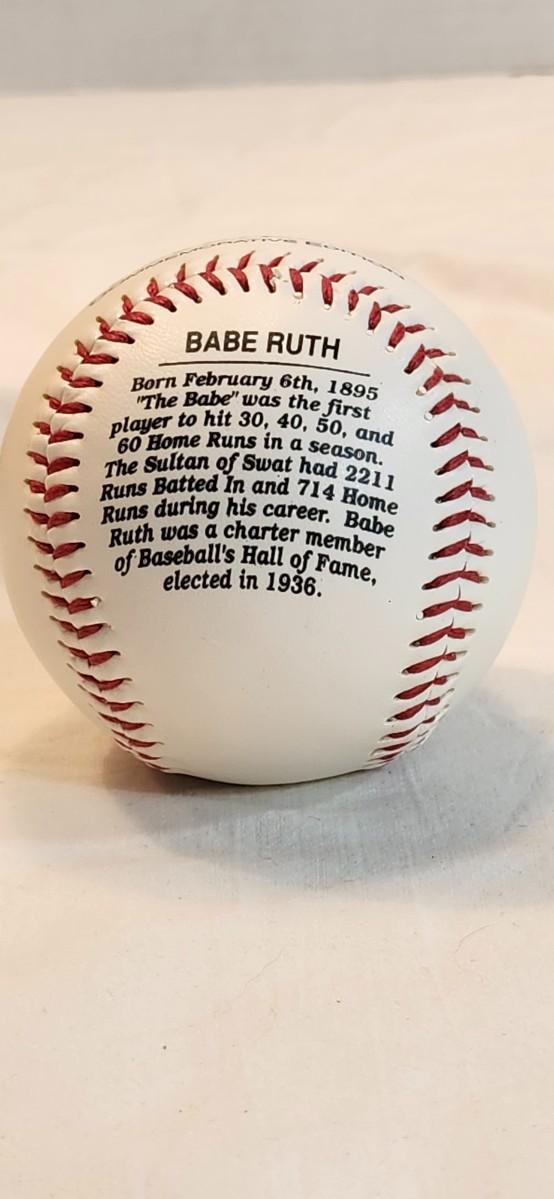 COMMEMORATIVE EDITION
BABE RUTH
Born February 6th, 1895
"The Babe" was the first
player to hit 30, 40, 50, and
60 Home Runs in a season.
The Sultan of Swat had 2211
Runs Batted In and 714 Home
Runs during his career. Babe
Ruth was a charter member
of Baseball's Hall of Fame,
elected in 1936.